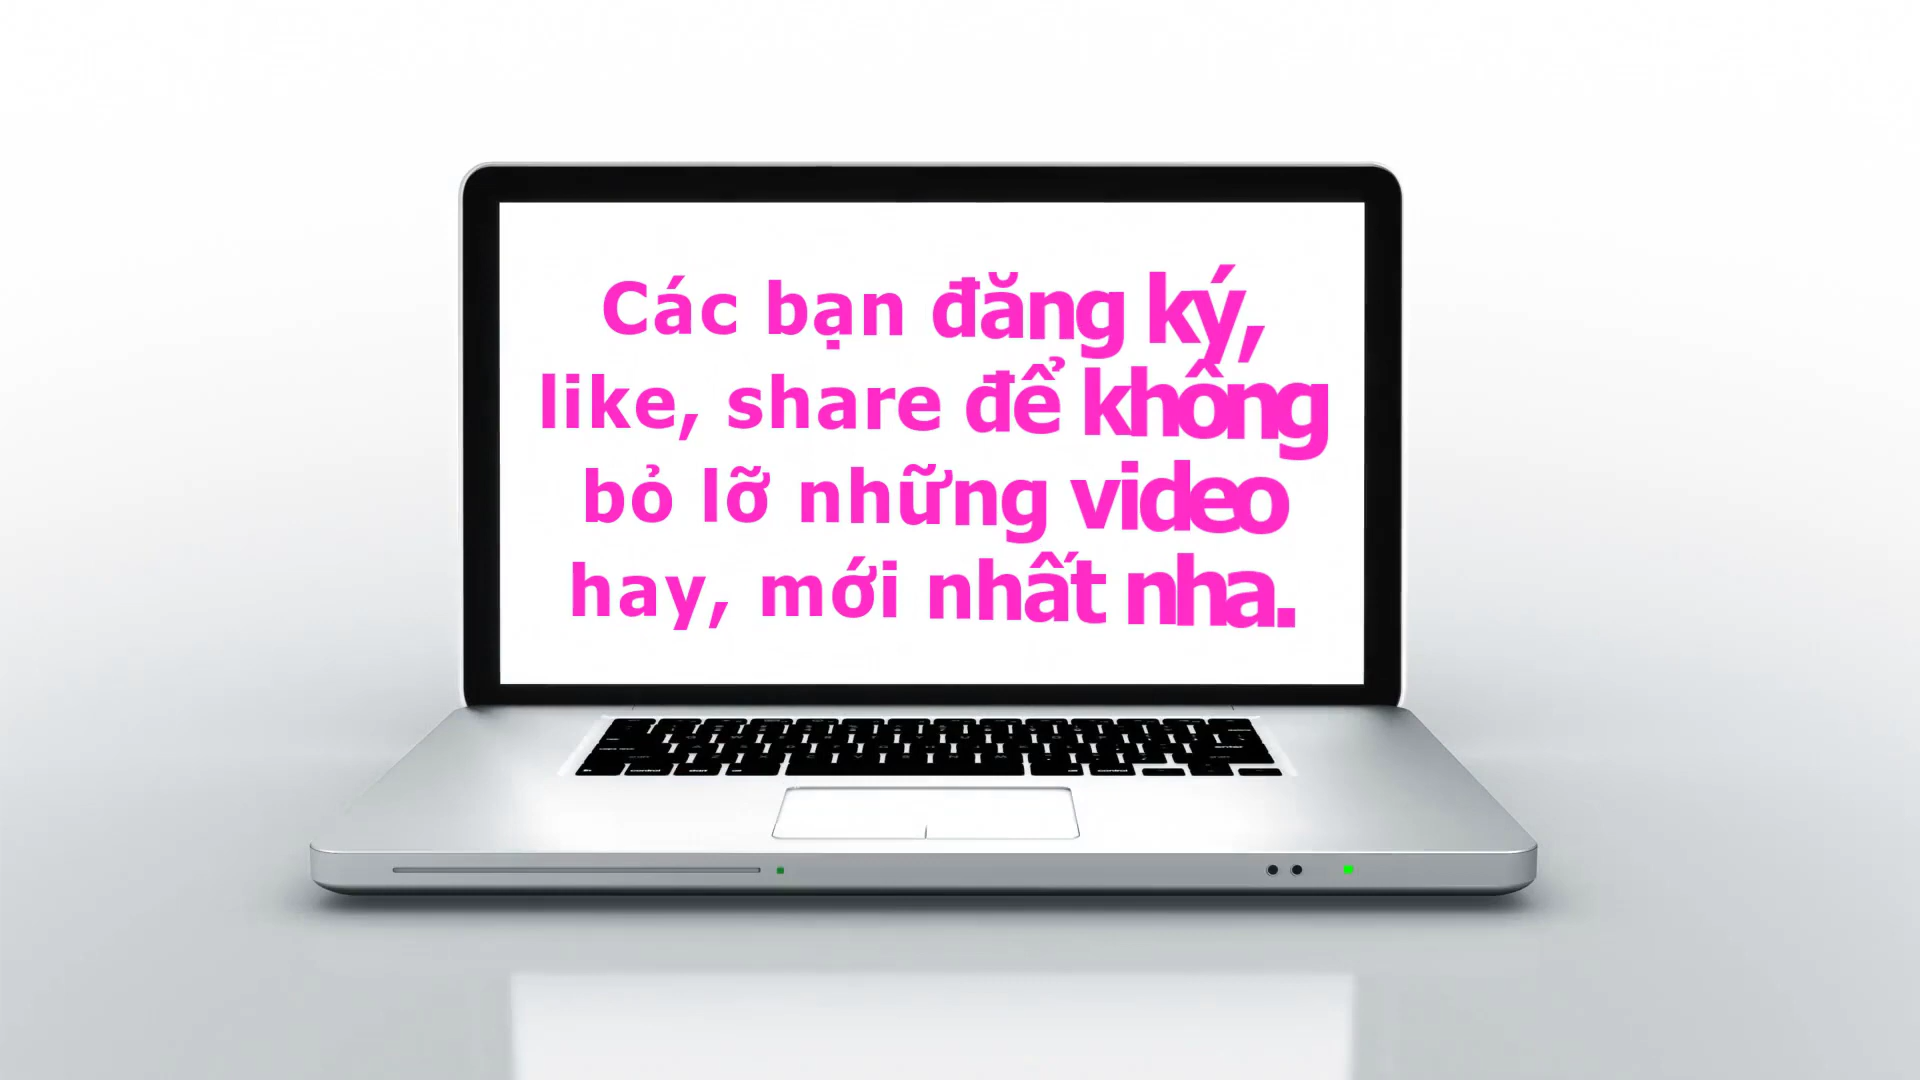 Các bạn đăng ký,
like, share để không
bỏ lỡ những video
hay, mới nhất nha.